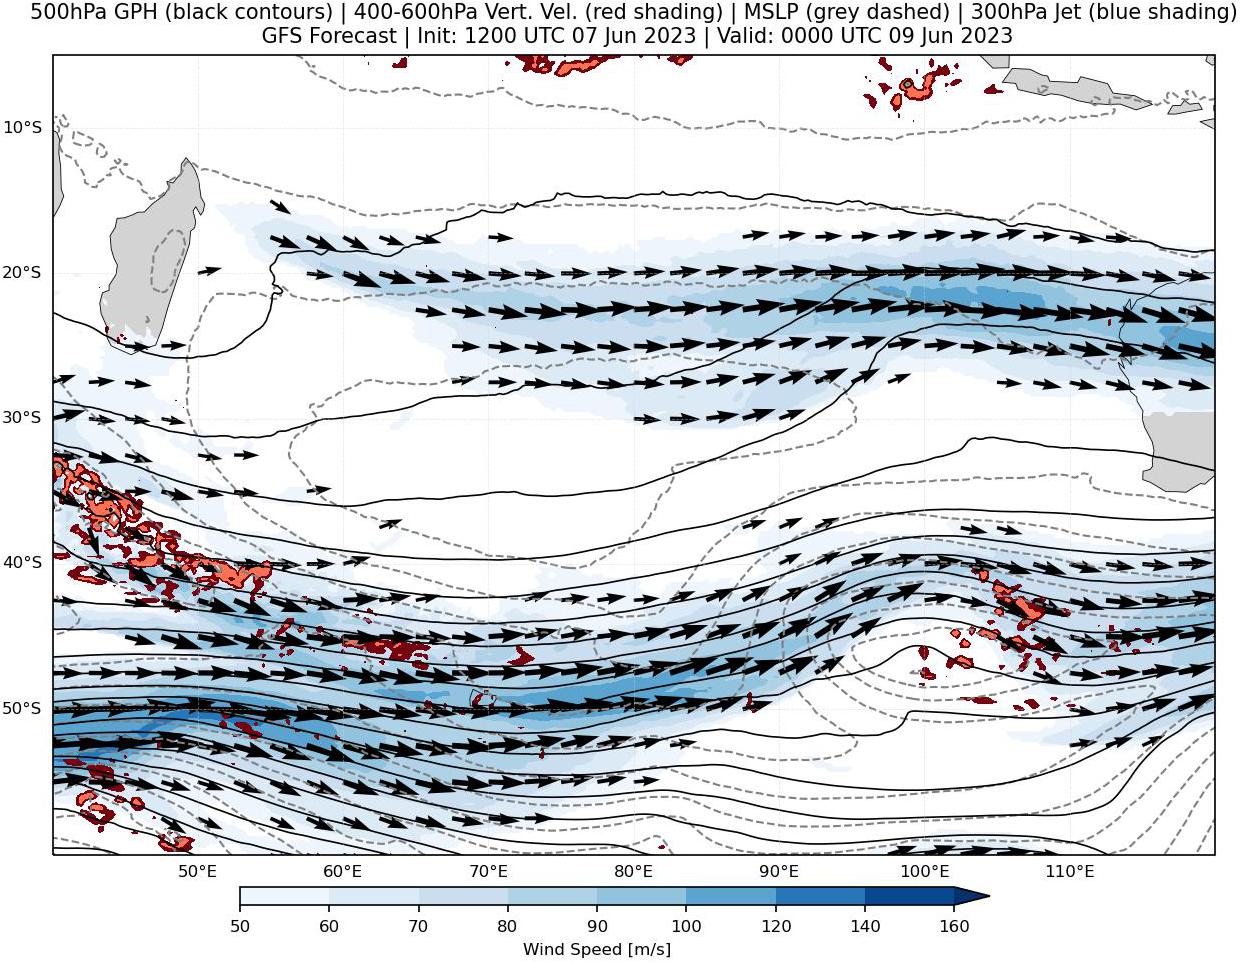 500hPa GPH (black contours) | 400-600hPa Vert. Vel. (red shading) | MSLP (grey dashed) | 300hPa Jet (blue shading)
GFS Forecast | Init: 1200 UTC 07 Jun 2023 | Valid: 0000 UTC 09 Jun 2023
10°S
20°S
30°S
40°S
50°S
50°E 60°E 70°E 80°E 90°E 100°E 110°E
50 60 70 80 90 100 120 140 160
Wind Speed [m/s]